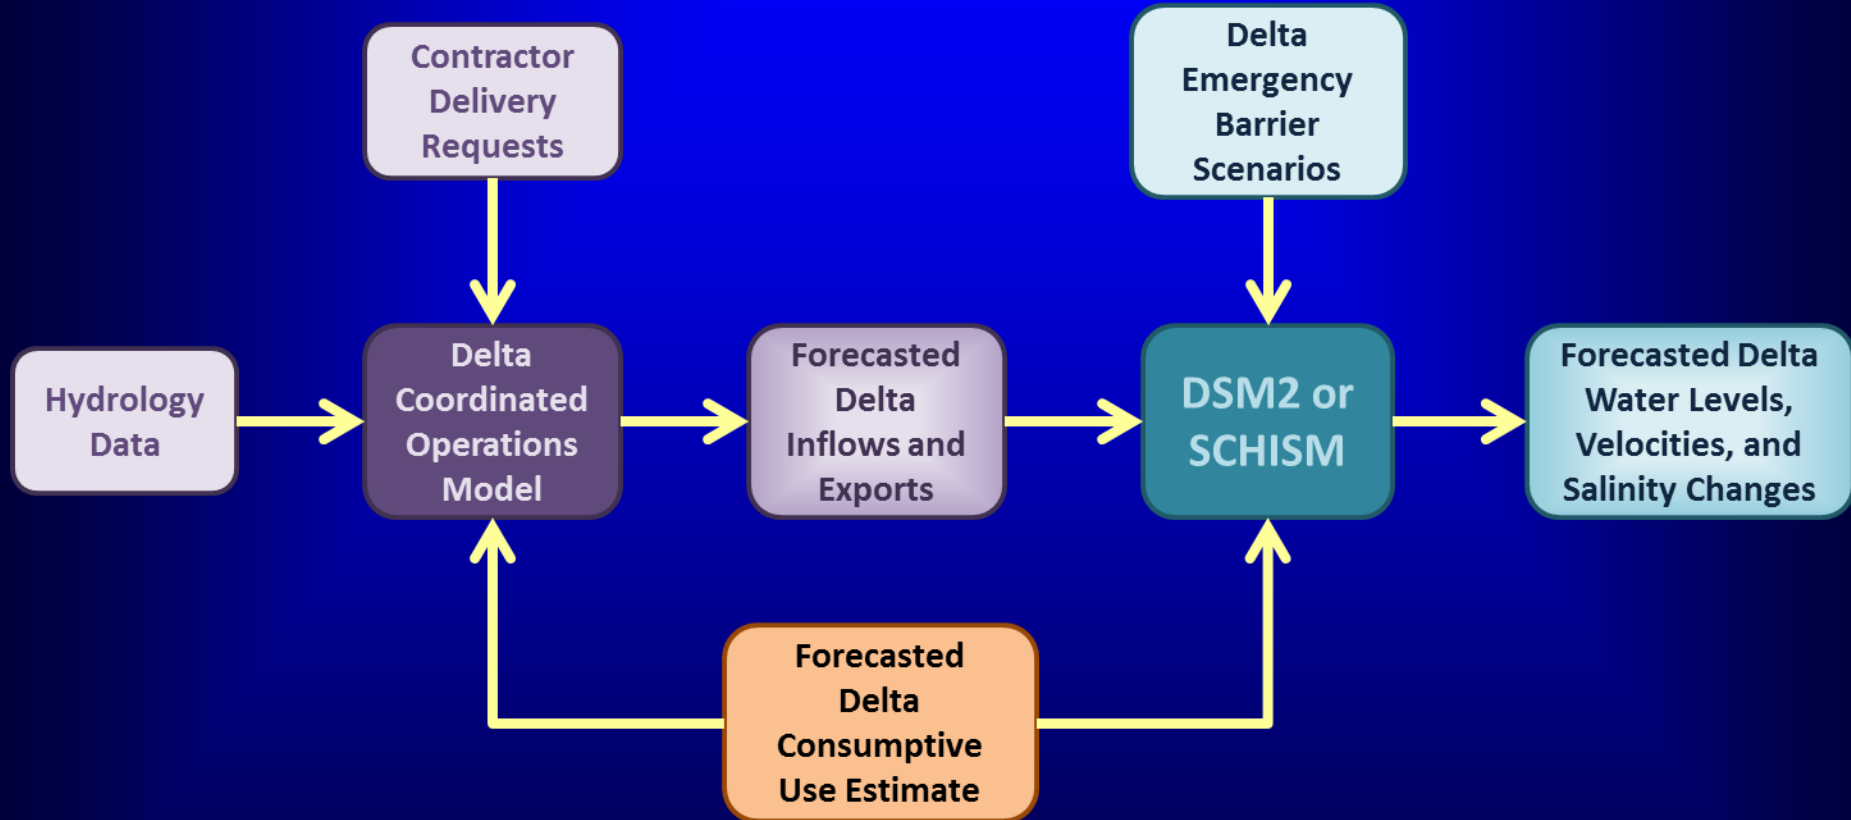 Contractor
Delivery
Requests
Delta
Emergency
Barrier
Scenarios
Hydrology
Data
Delta
Coordinated
Operations
Model
Forecasted
Delta
Inflows and
Exports
DSM2 or
SCHISM
Forecasted Delta
Water Levels,
Velocities, and
Salinity Changes
Forecasted
Delta
Consumptive
Use Estimate